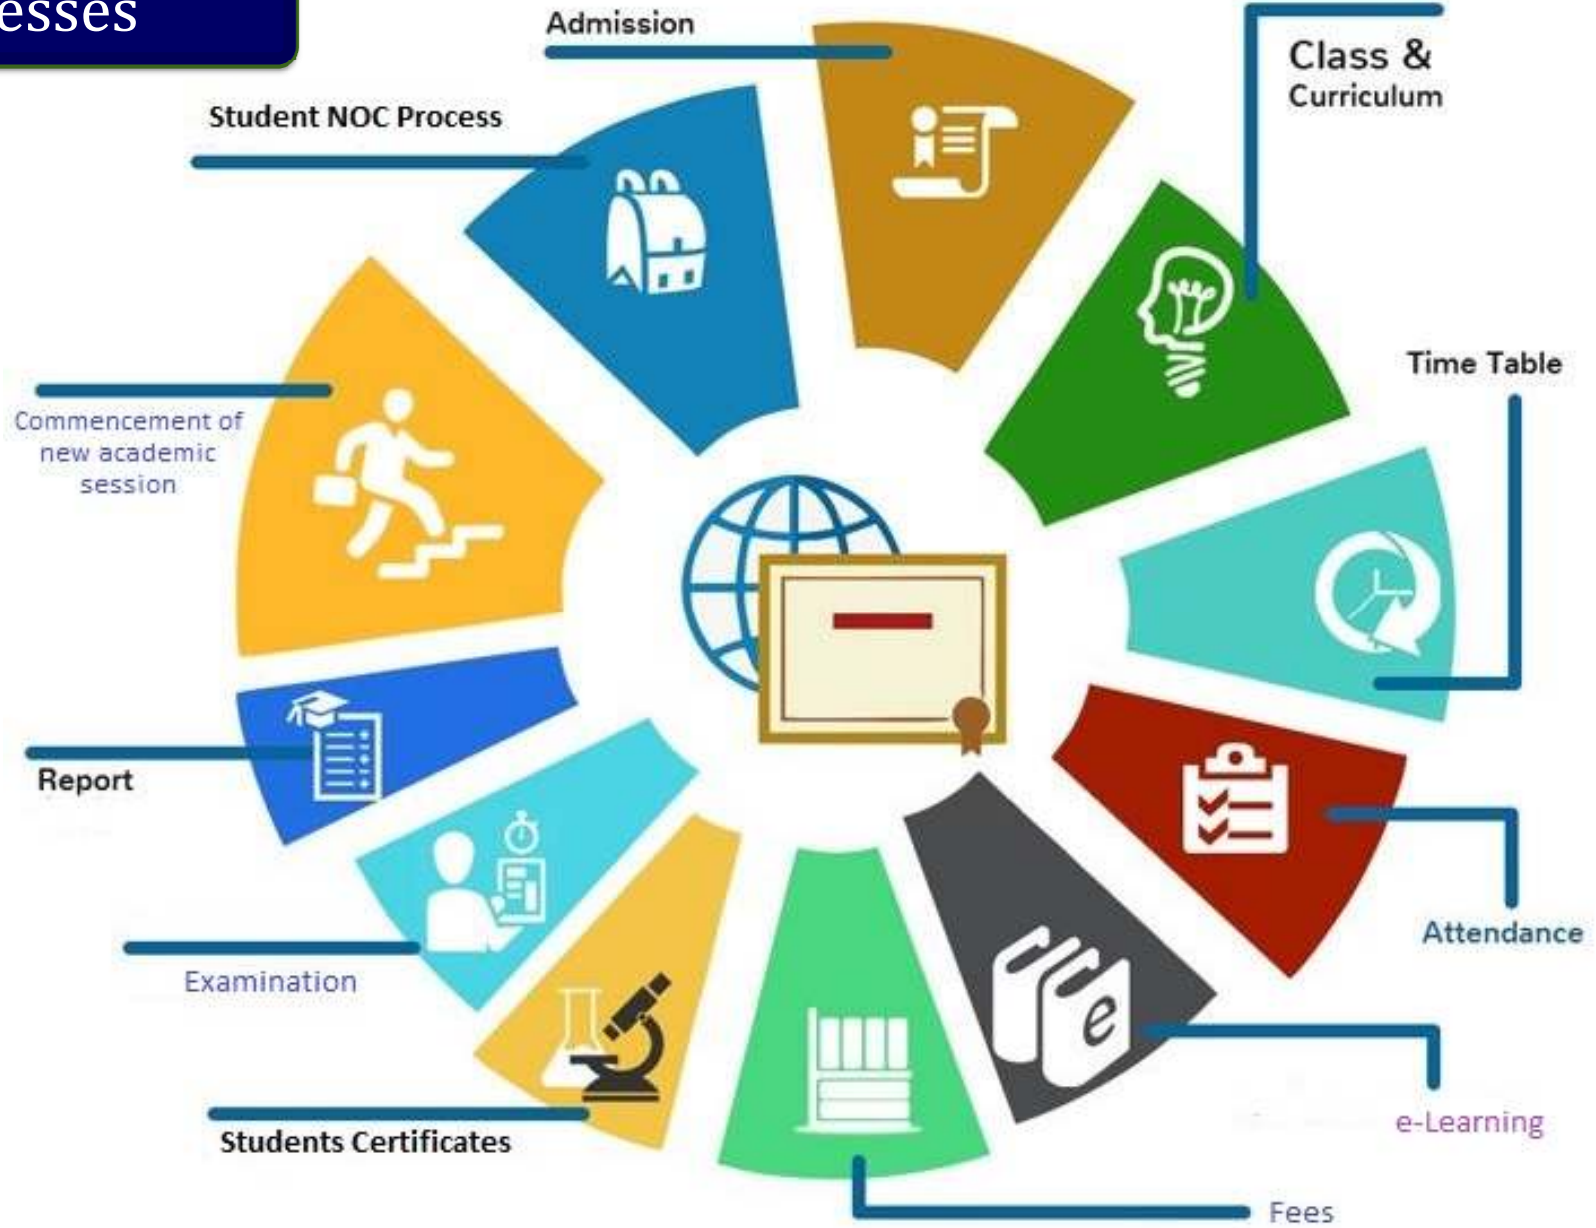 Admission
Class &
Curriculum
Student NOC Process
Time Table
Commencement of
new academic
session
Report
Attendance
Examination
e-Learning
e
Students Certificates
Fees